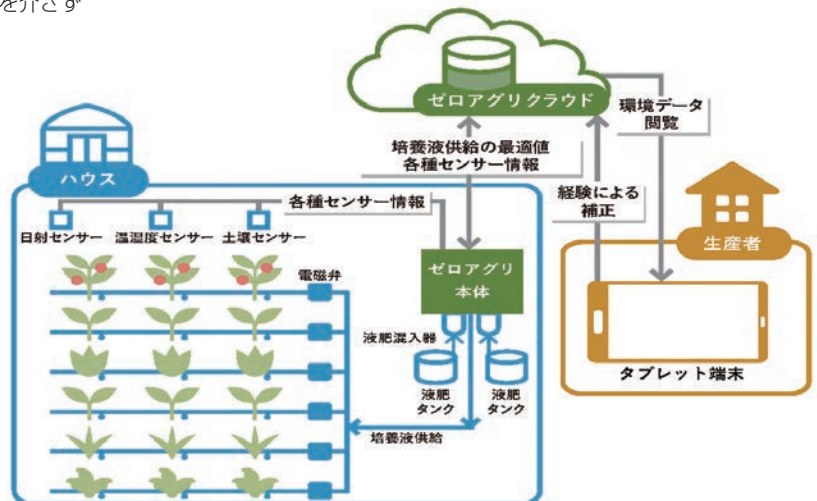 を介さず
ゼロアグリクラウド
環境データ
閲覧
培養液供給の最適値
各種センサー情報
経験による
補正
ハウス
各種センサー情報
日射センサー 温湿度センサー 土壌センサー
生産者
電磁弁
ゼロアグリ
本体
液肥混入器
タブレット端末
液肥
タンク
液肥
タンク
培養液供給